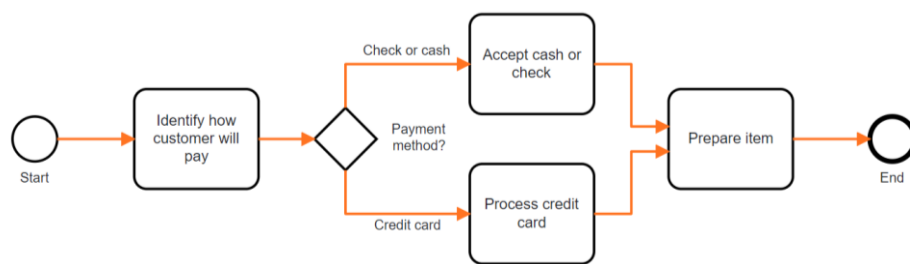 Start
Identify how
customer will
pay
Payment
method?
Check or cash
Accept cash or
check
Credit card
Process credit
card
Prepare item
End